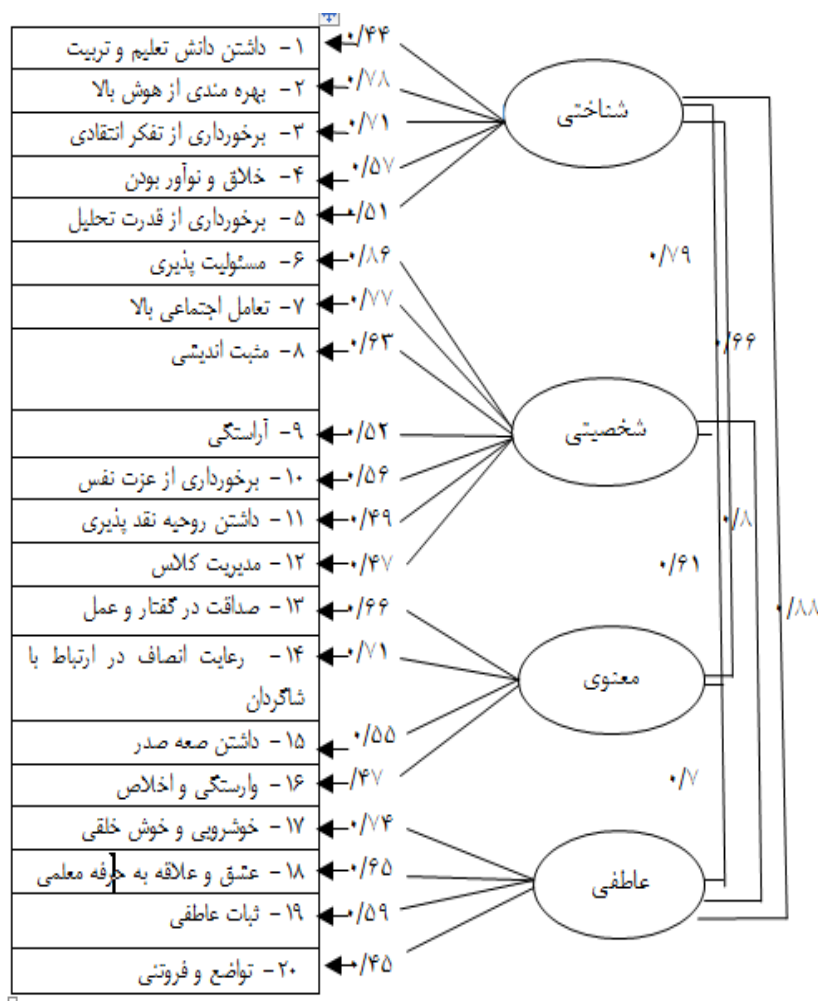 ۱- داشتن دانش تعلیم و تربیت
۰/۴۴
۲- بهره مندی از هوش بالا
۰/۷۸
۳- برخورداری از تفکر انتقادی
۰/۷۱
۴- خلاق و نوآور بودن
۰/۵۷
۵- برخورداری از قدرت تحلیل
۰/۵۱
۶- مسئولیت پذیری
۰/۸۶
۷- تعامل اجتماعی بالا
۰/۷۷
۸- مثبت اندیشی
۰/۶۳
۹- آراستگی
۰/۵۲
۱۰- برخورداری از عزت نفس
۰/۵۶
۱۱- داشتن روحیه نقد پذیری
۰/۴۹
۱۲- مدیریت کلاس
۰/۴۷
۱۳- صداقت در گفتار و عمل
۰/۶۶
۱۴- رعایت انصاف در ارتباط با
شاگردان
۰/۷۱
۱۵- داشتن صعه صدر
۰/۵۵
۱۶- وارستگی و اخلاص
/۴۷
۱۷- خوشرویی و خوش خلقی
۰/۷۴
۱۸- عشق و علاقه به حرفه معلمی
۰/۶۵
۱۹- ثبات عاطفی
۰/۵۹
۲۰- تواضع و فروتنی
۰/۴۵
شناختی
شخصیتی
معنوی
عاطفی
۰/۷۹
۰/۶۶
۰/۸
۰/۶۱
۰/۸۸
۰/۷